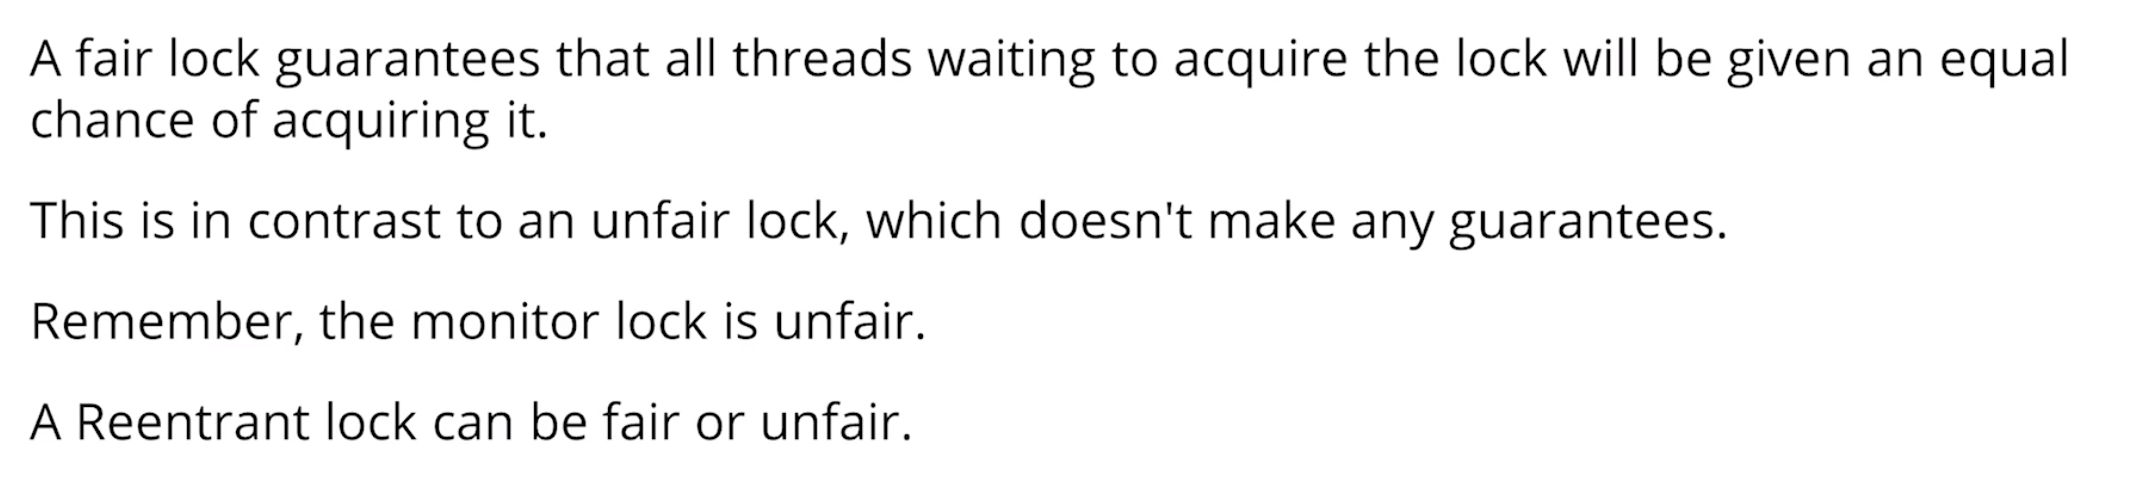 A fair lock guarantees that all threads waiting to acquire the lock will be given an equal
chance of acquiring it.
This is in contrast to an unfair lock, which doesn't make any guarantees.
Remember, the monitor lock is unfair.
A Reentrant lock can be fair or unfair.